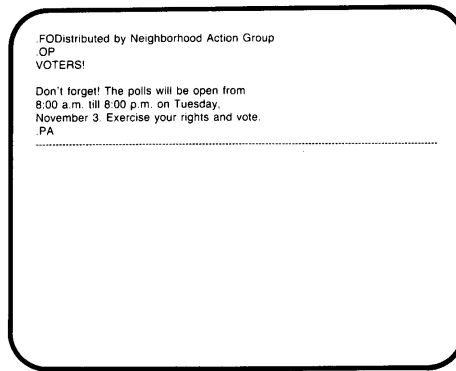 .FODistributed by Neighborhood Action Group
.OP
VOTERS!
Don't forget! The polls will be open from
8:00 a.m. till 8:00 p.m. on Tuesday,
November 3. Exercise your rights and vote.
.PA